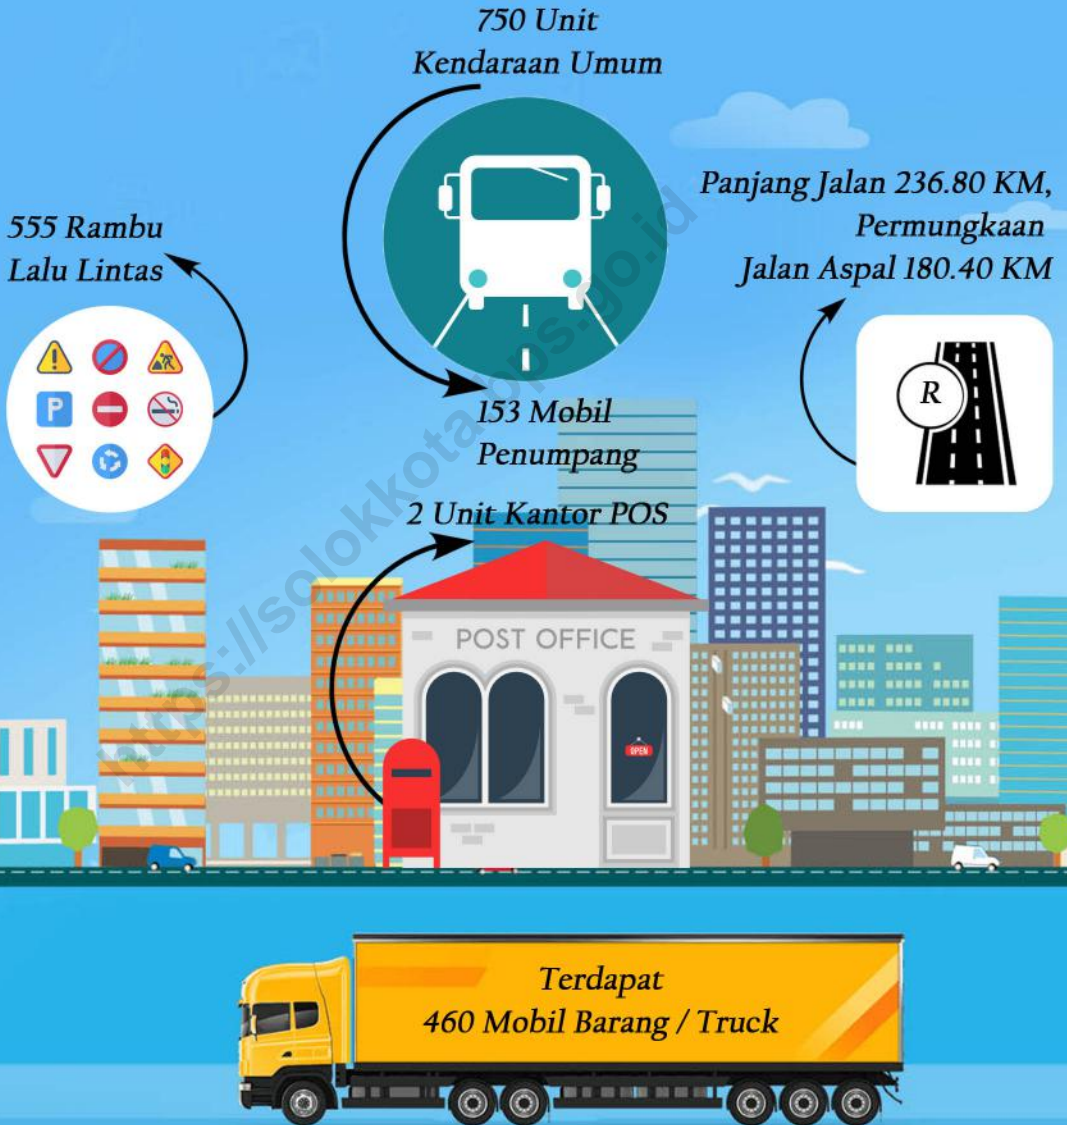 750 Unit
Kendaraan Umum
Panjang Jalan 236.80 KM,
Permungkaan
Jalan Aspal 180.40 KM
555 Rambu
Lalu Lintas
P
R
153 Mobil
Penumpang
2 Unit Kantor POS
POST OFFICE
OPEN
Terdapat
460 Mobil Barang / Truck
https://solokkota.bps.go.id